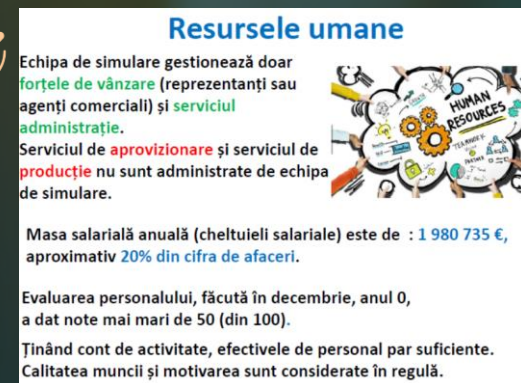 Resursele umane
Echipa de simulare gestionează doar
forțele de vânzare (reprezentanți sau
agenți comerciali) și serviciul
administrație.
Serviciul de aprovizionare și serviciul de
producție nu sunt administrate de echipa
de simulare.
HUMAN
RESOURCES
TEAMWORK
Masa salarială anuală (cheltuieli salariale) este de : 1 980 735 €,
aproximativ 20% din cifra de afaceri.
Evaluarea personalului, făcută în decembrie, anul 0,
a dat note mai mari de 50 (din 100).
Ținând cont de activitate, efectivele de personal par suficiente.
Calitatea muncii și motivarea sunt considerate în regulă.